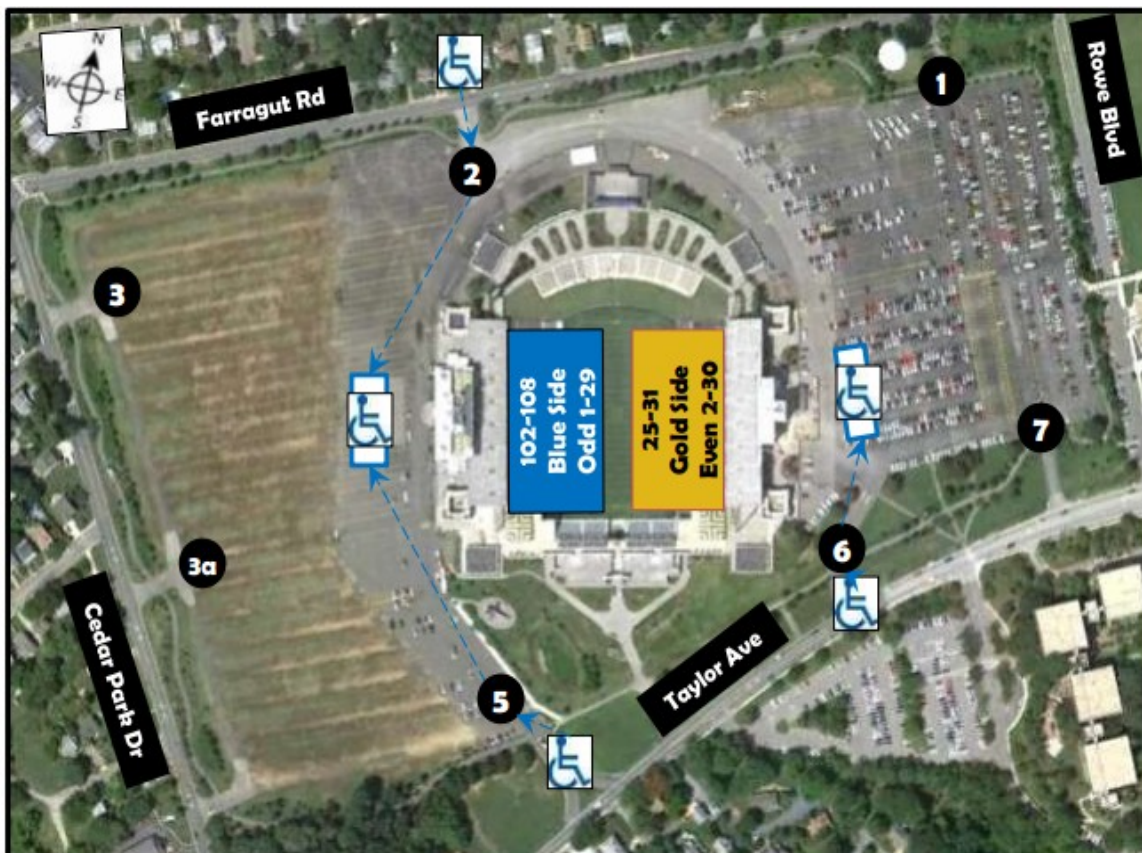 N
W
E
S
Farragut Rd
Rowe Blvd
1
2
3
102-108
Blue Side
Odd 1-29
25-31
Gold Side
Even 2-30
7
6
3a
5
Cedar Park Dr
Taylor Ave